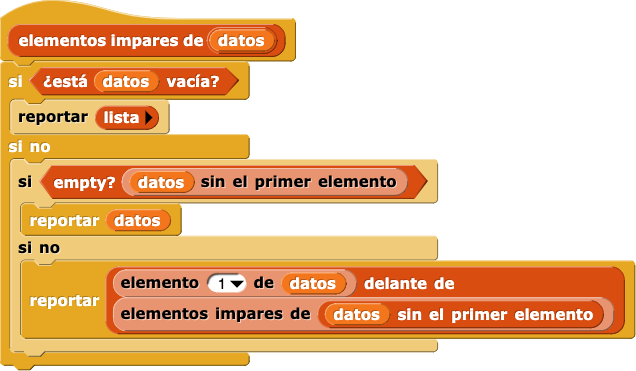 elementos impares de datos
si ¿está datos vacía?
reportar lista
si no
si empty? datos sin el primer elemento
reportar datos
si no
reportar elemento 1 de datos delante de
elementos impares de datos sin el primer elemento